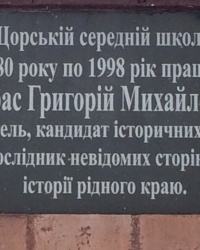 Щорській середній школ
80 року по 1998 рік прац
рас Григорій Михайл
ель, кандидат історичних
ослідник невідомих сторін
історії рідного краю.